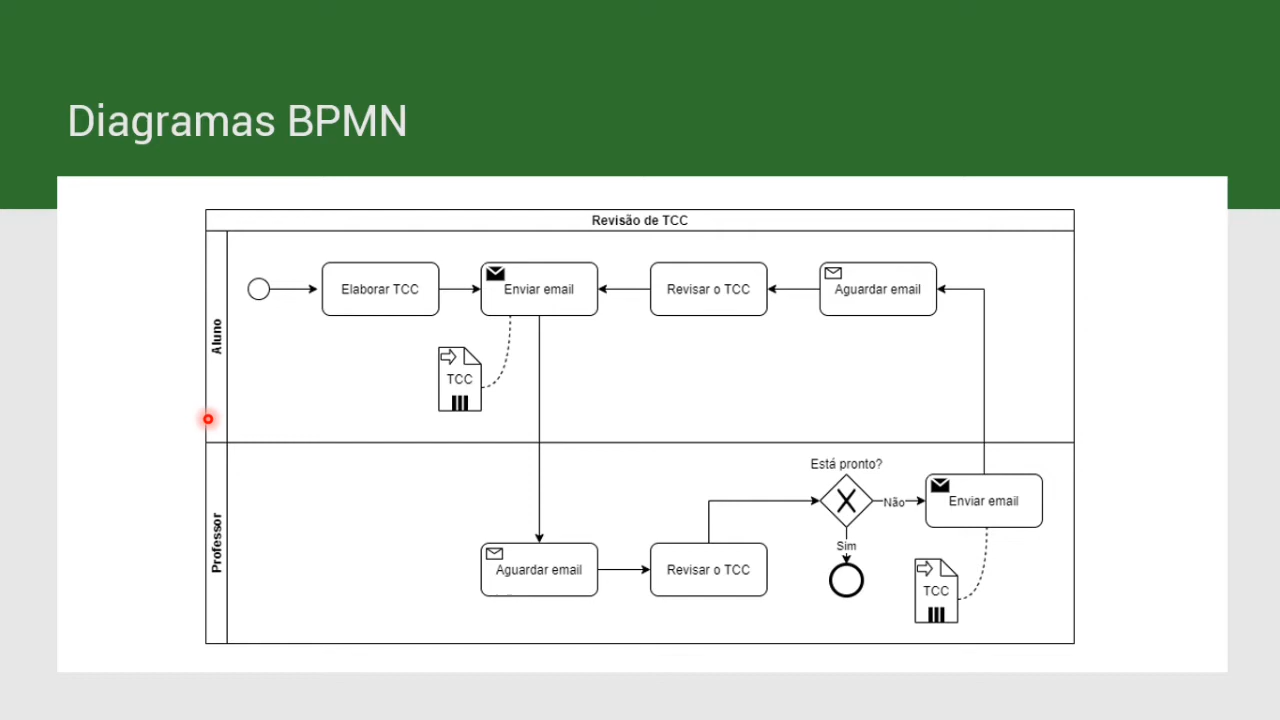 Diagramas BPMN
Revisão de TCC
Aluno
Elaborar TCC
Enviar email
Revisar o TCC
Aguardar email
TCC
Professor
Está pronto?
Não
Enviar email
Sim
Aguardar email
Revisar o TCC
TCC